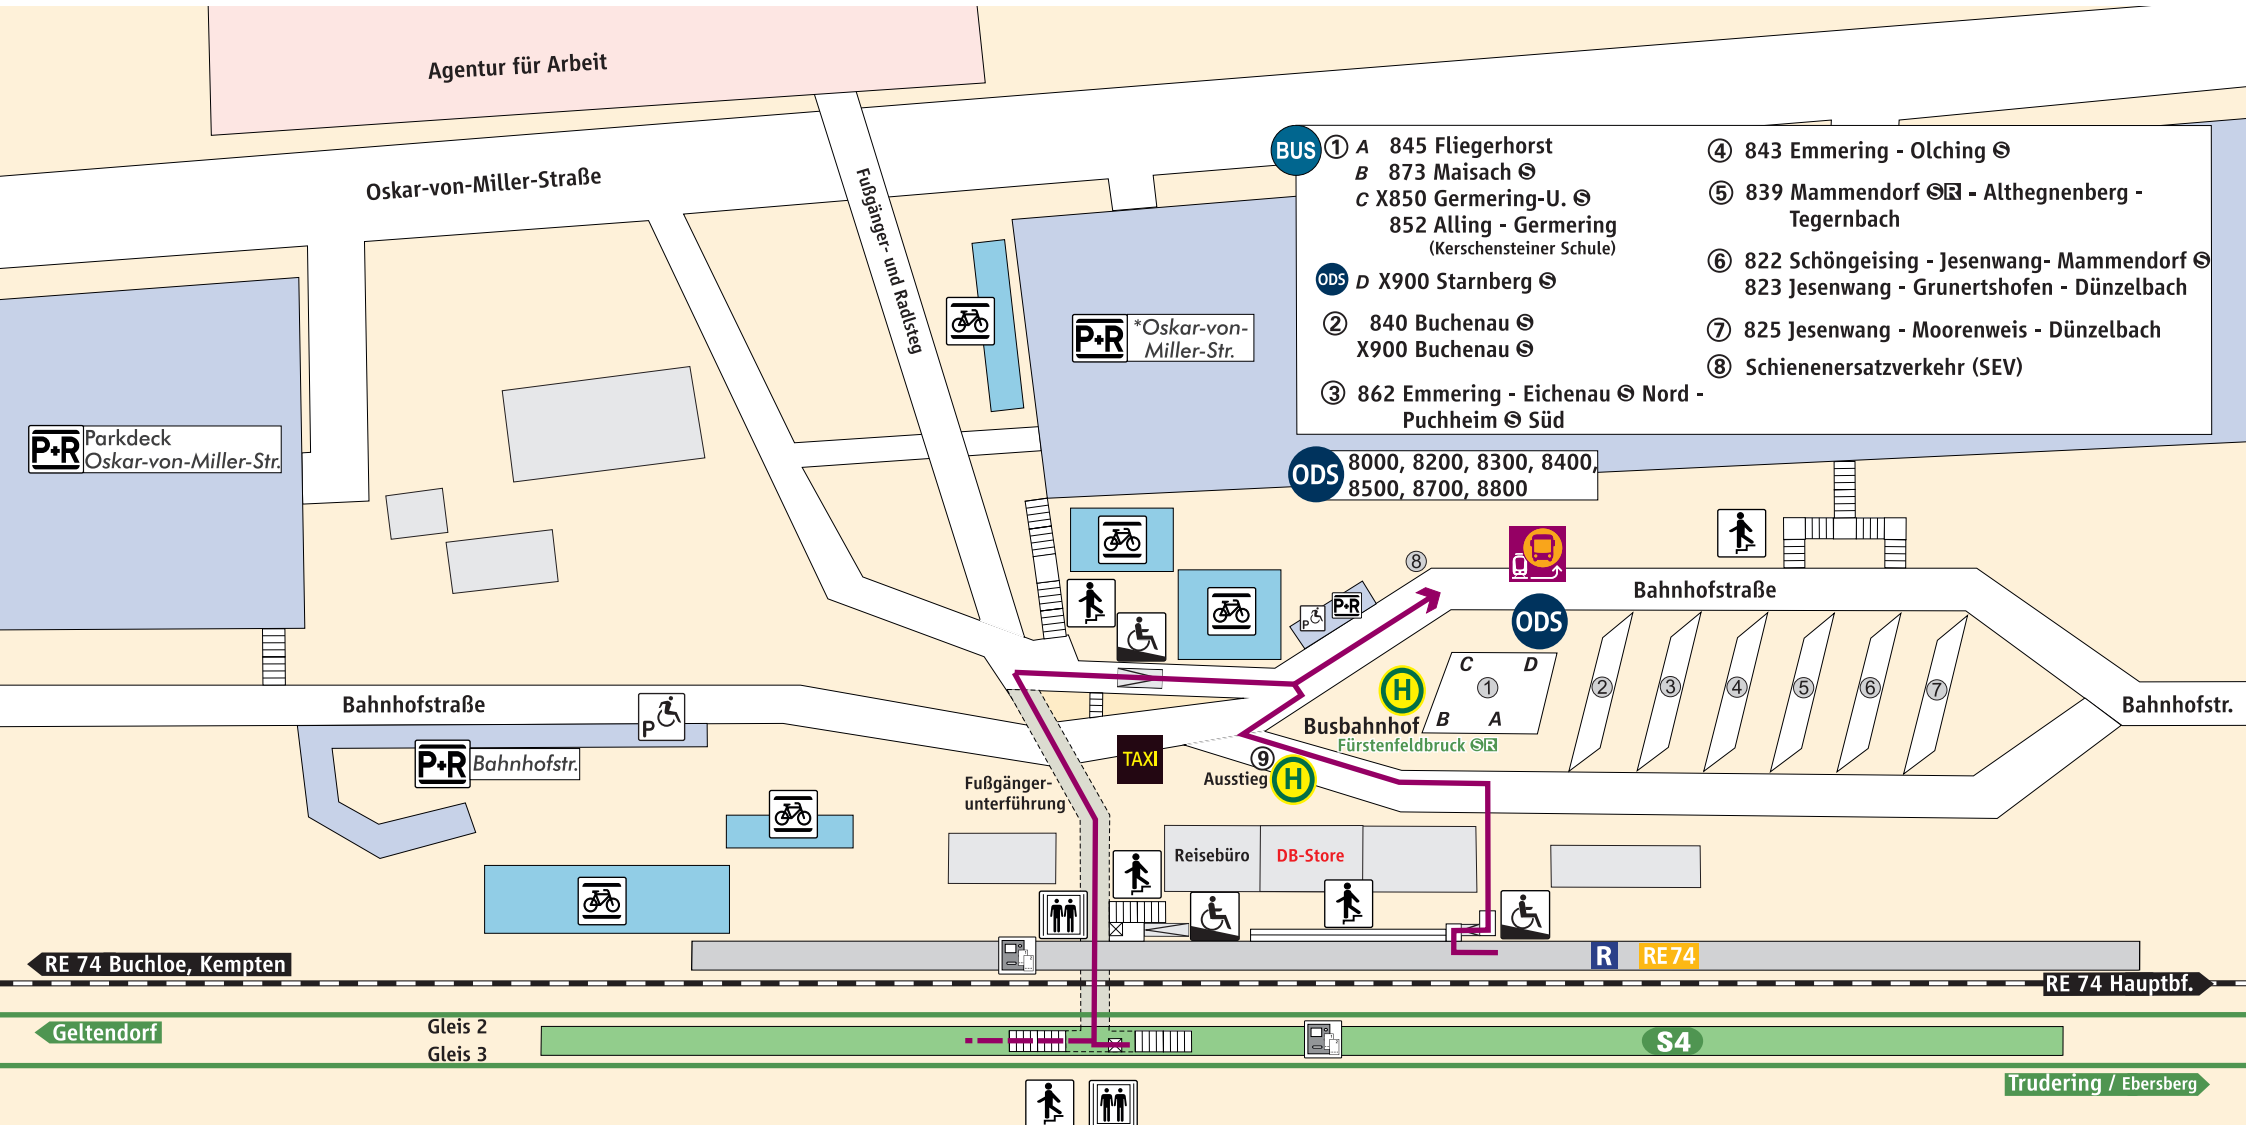 Agentur für Arbeit
Oskar-von-Miller-Straße
Fußgänger- und Radlsteg
BUS
① A 845 Fliegerhorst
B 873 Maisach Ⓢ
C X850 Germering-U. Ⓢ
852 Alling - Germering
(Kerschensteiner Schule)
ODS D X900 Starnberg Ⓢ
② 840 Buchenau Ⓢ
X900 Buchenau Ⓢ
③ 862 Emmering - Eichenau Ⓢ Nord -
Puchheim Ⓢ Süd
④ 843 Emmering - Olching Ⓢ
⑤ 839 Mammendorf ⓈR - Althegnenberg -
Tegernbach
⑥ 822 Schöngeising - Jesenwang- Mammendorf Ⓢ
823 Jesenwang - Grunertshofen - Dünzelbach
⑦ 825 Jesenwang - Moorenweis - Dünzelbach
⑧ Schienenersatzverkehr (SEV)
ODS 8000, 8200, 8300, 8400,
8500, 8700, 8800
P+R *Oskar-von-
Miller-Str.
P+R Parkdeck
Oskar-von-Miller-Str.
⑧
Bahnhofstraße
P P+R
ODS
C D
①
B A
② ③ ④ ⑤ ⑥ ⑦
H
Busbahnhof
Fürstenfeldbruck ⓈR
Bahnhofstraße
P
Bahnhofstr.
P+R Bahnhofstr.
TAXI
⑨
Ausstieg H
Fußgänger-
unterführung
Reisebüro
DB-Store
R RE 74
RE 74 Buchloe, Kempten
RE 74 Hauptbf.
Geltendorf
Gleis 2
Gleis 3
S4
Trudering / Ebersberg